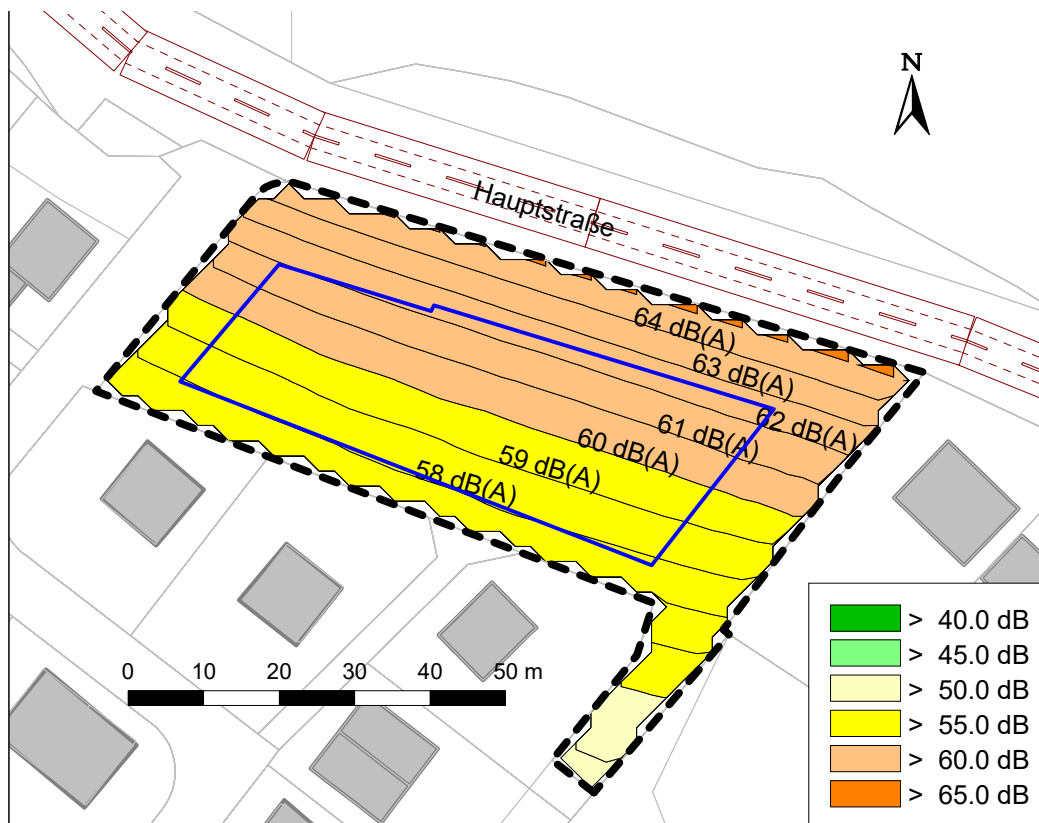 N
Hauptstraße
64 dB(A)
63 dB(A)
62 dB(A)
61 dB(A)
60 dB(A)
59 dB(A)
58 dB(A)
0 10 20 30 40 50 m
> 40.0 dB
> 45.0 dB
> 50.0 dB
> 55.0 dB
> 60.0 dB
> 65.0 dB